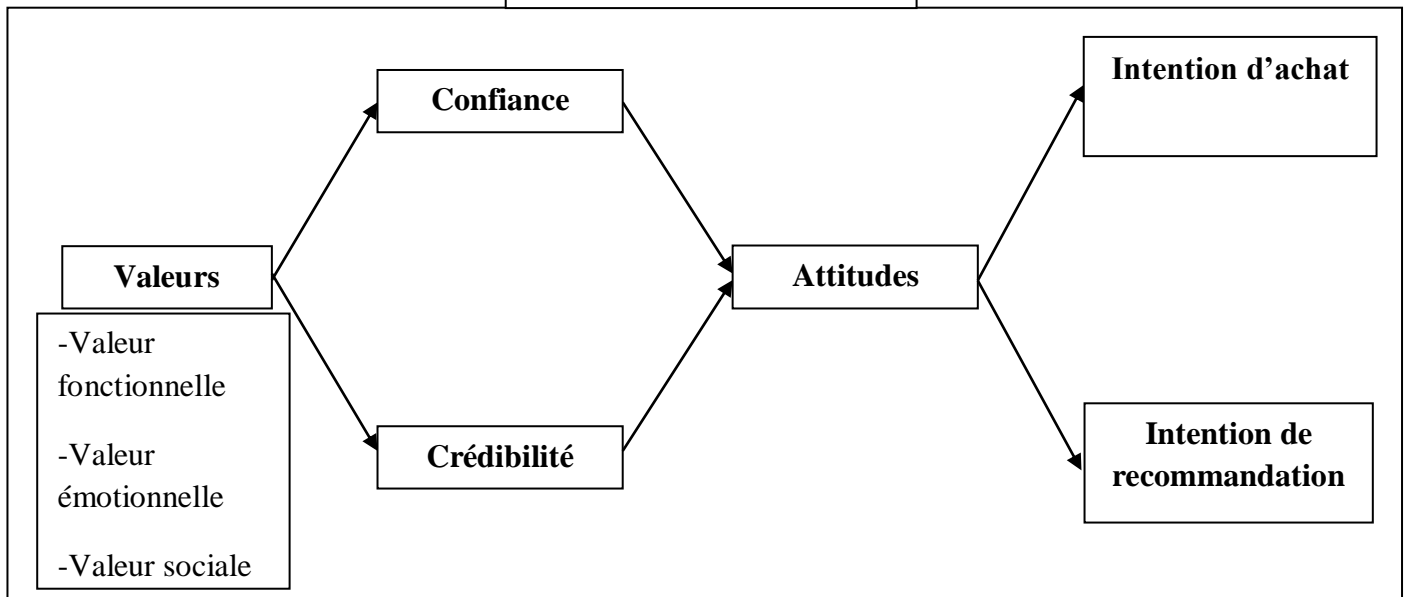 Confiance
Intention d’achat
Valeurs
-Valeur
fonctionnelle
-Valeur
émotionnelle
-Valeur sociale
Crédibilité
Attitudes
Intention de
recommandation